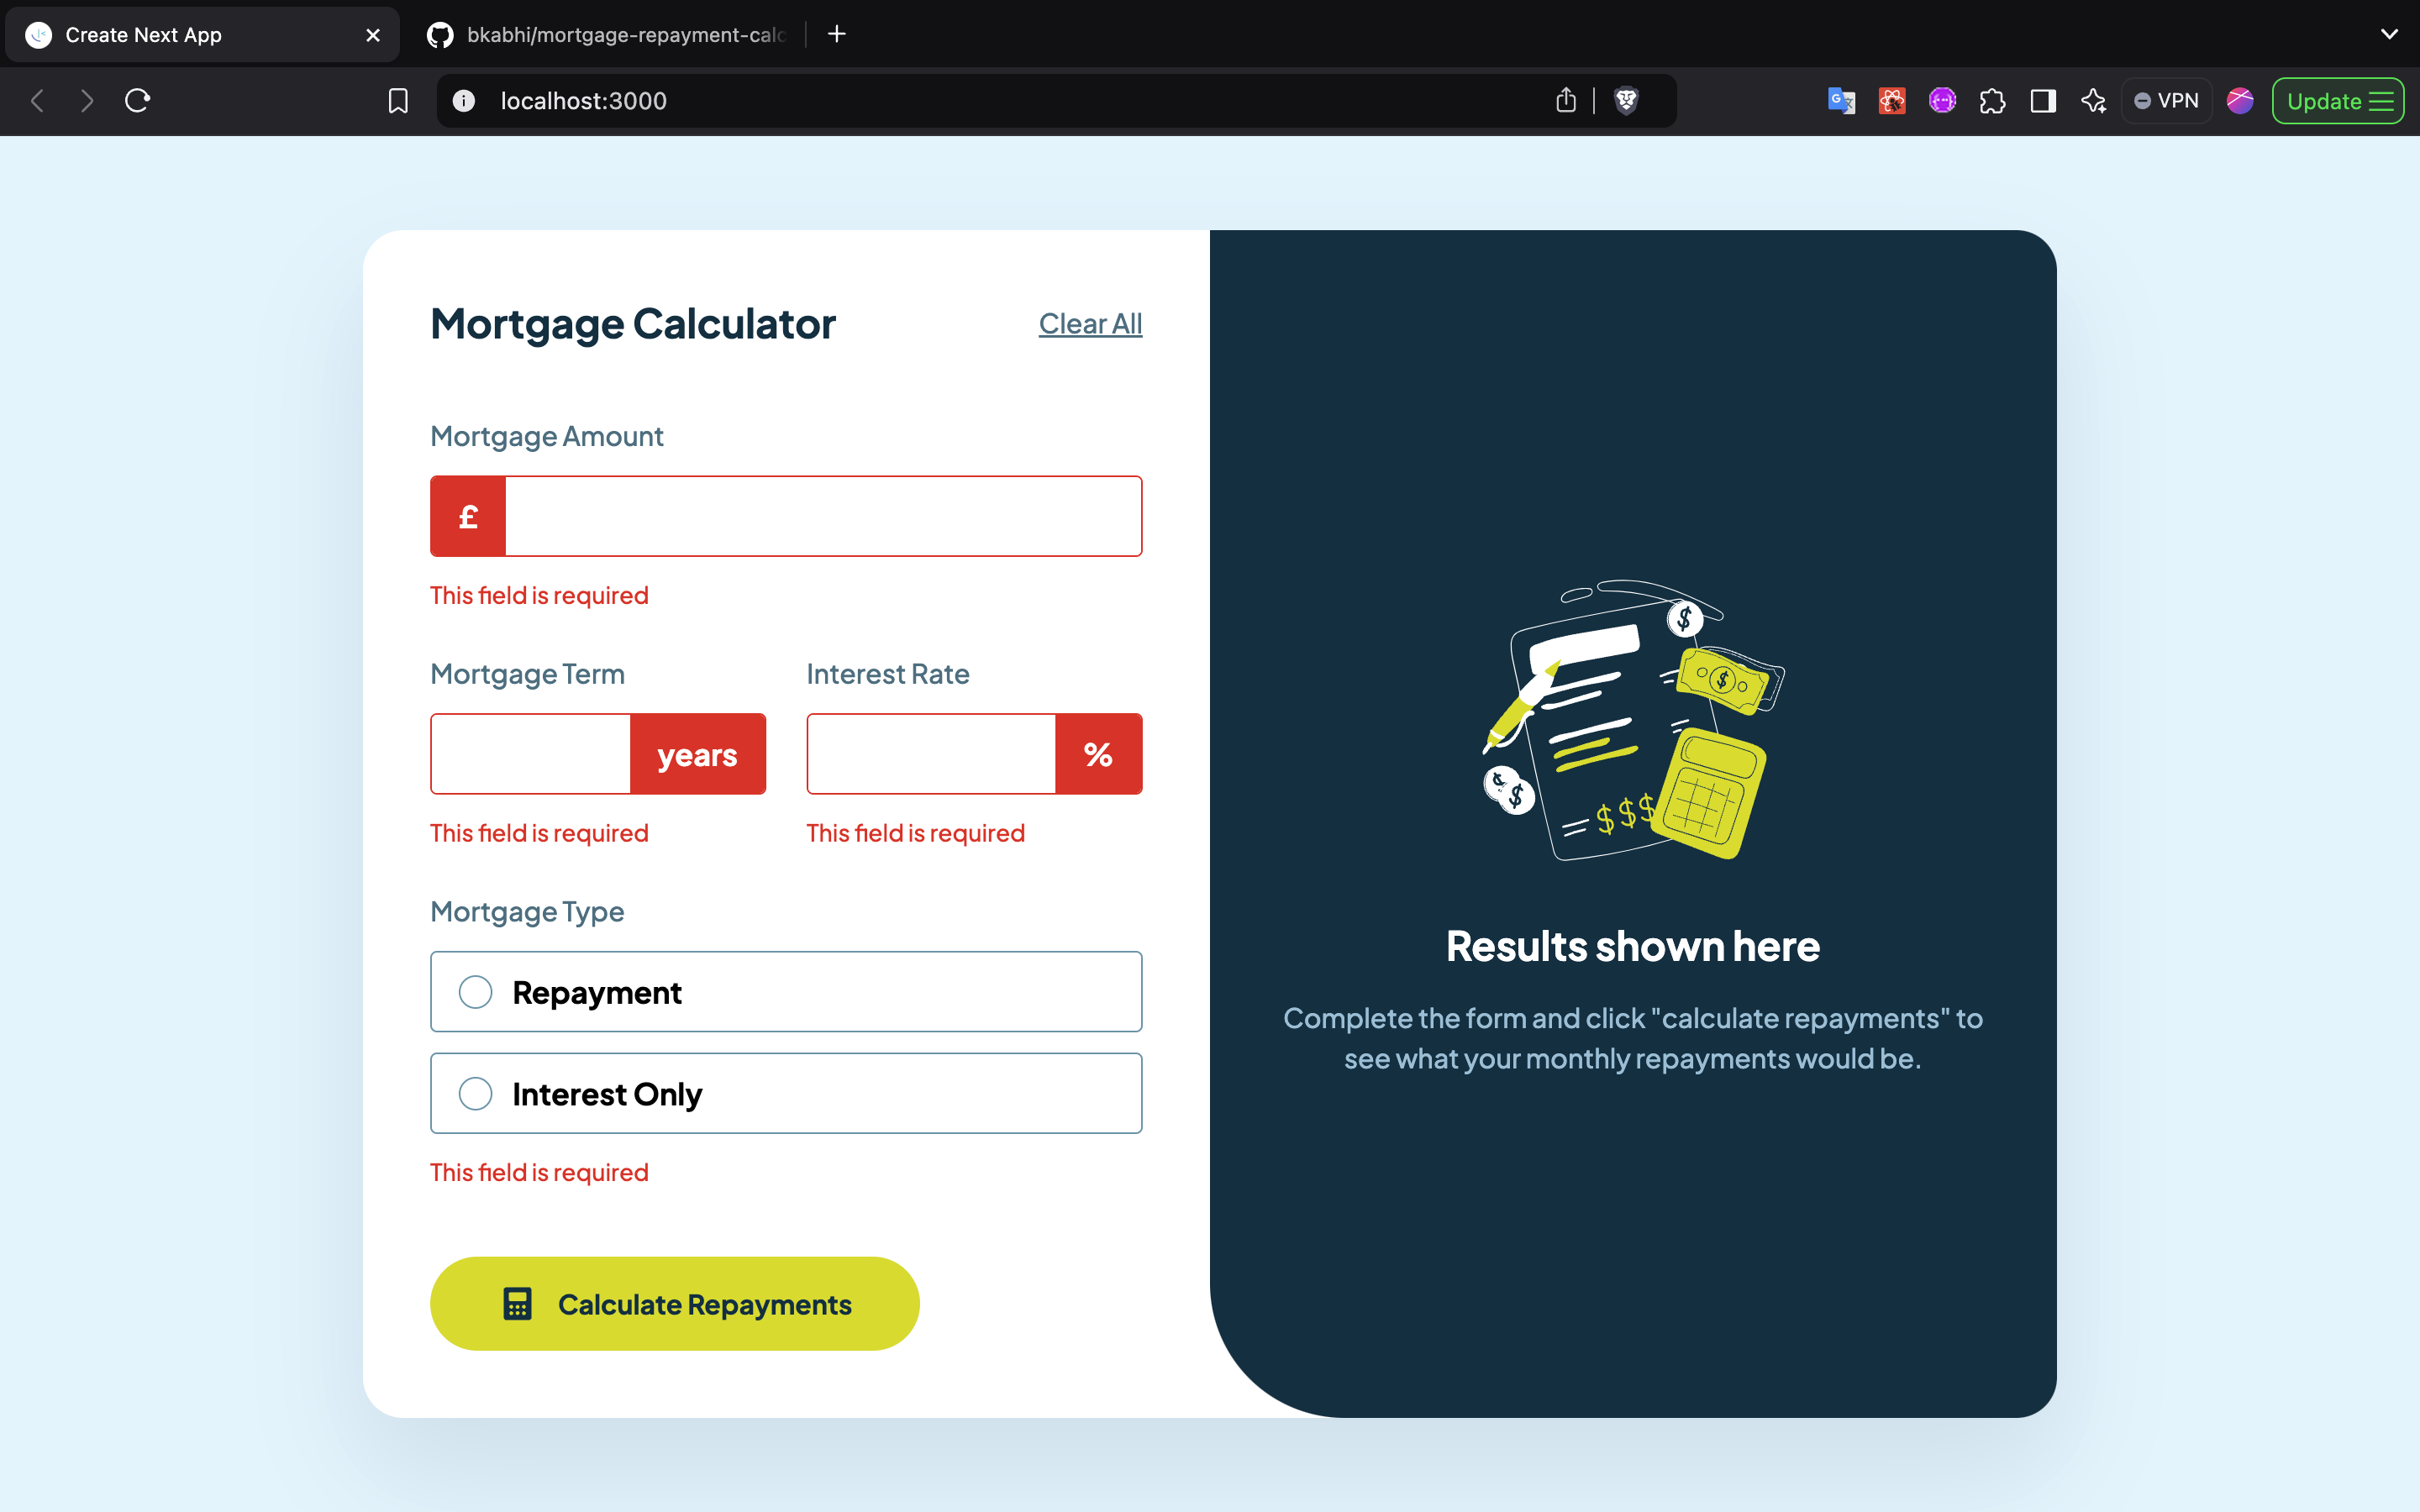 Create Next App
bkabhi/mortgage-repayment-calc
localhost:3000
VPN
Update
Mortgage Calculator
Clear All
Mortgage Amount
£
This field is required
Mortgage Term
Interest Rate
years
%
This field is required
This field is required
Mortgage Type
Repayment
Interest Only
This field is required
Calculate Repayments
$
$
$
$
$$$
Results shown here
Complete the form and click "calculate repayments" to
see what your monthly repayments would be.